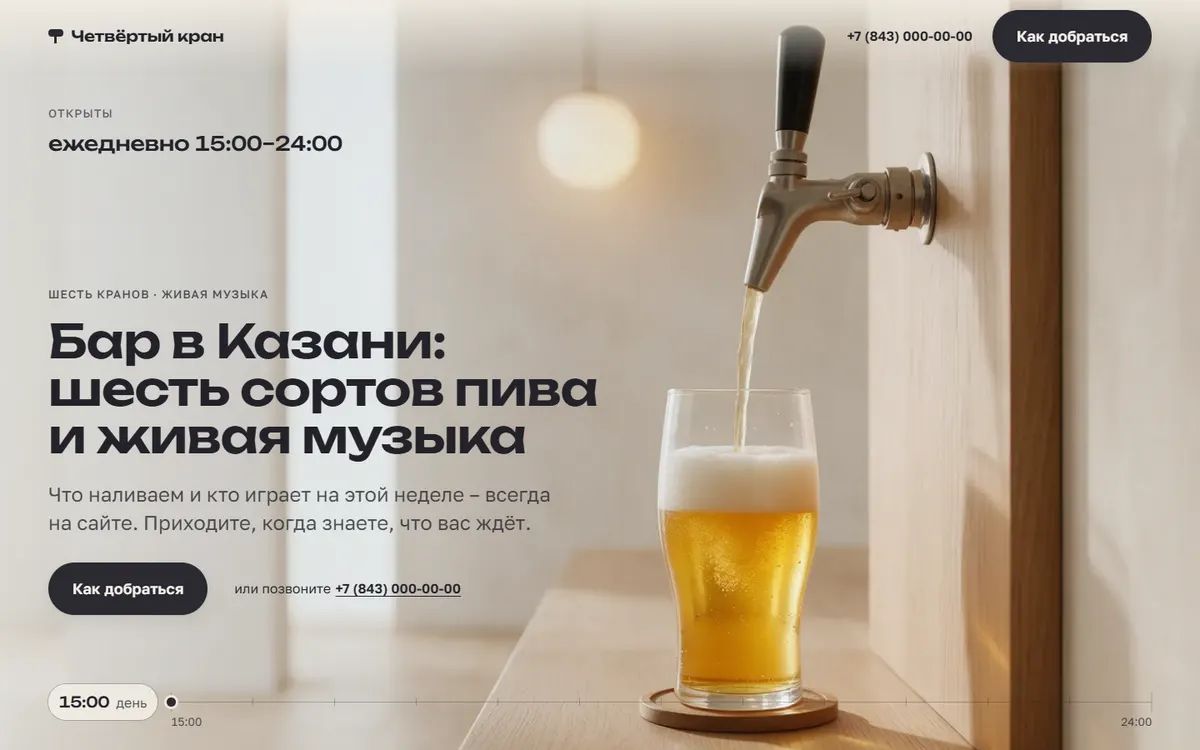 Четвёртый кран
+7 (843) 000-00-00
Как добраться
ОТКРЫТЫ
ежедневно 15:00–24:00
ШЕСТЬ КРАНОВ · ЖИВАЯ МУЗЫКА
Бар в Казани:
шесть сортов пива
и живая музыка
Что наливаем и кто играет на этой неделе – всегда
на сайте. Приходите, когда знаете, что вас ждёт.
Как добраться
или позвоните +7 (843) 000-00-00
15:00 день
15:00
24:00